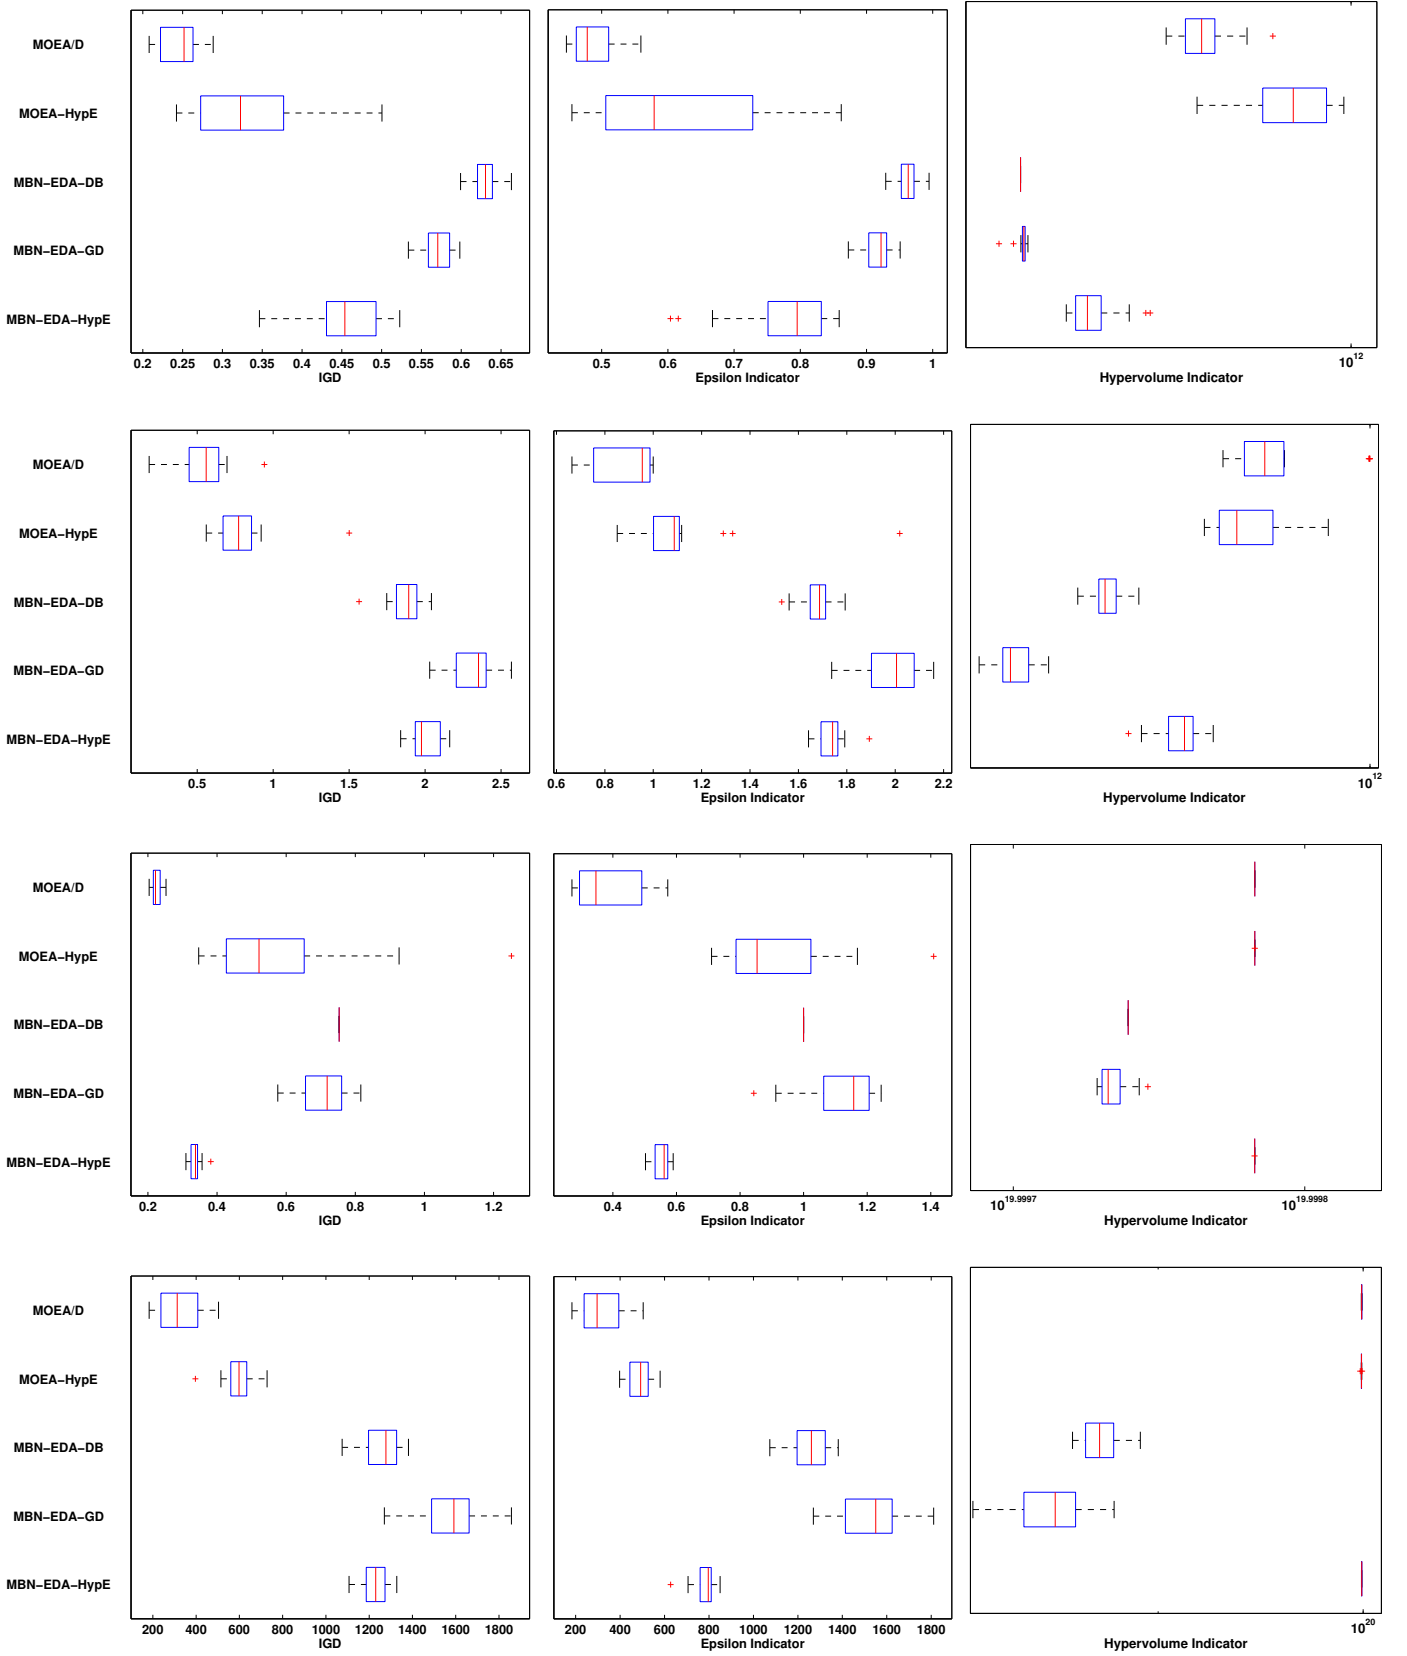 MOEA/D
MOEA−HypE
MBN−EDA−DB
MBN−EDA−GD
MBN−EDA−HypE
0.2 0.25 0.3 0.35 0.4 0.45 0.5 0.55 0.6 0.65
IGD
0.5 0.6 0.7 0.8 0.9 1
Epsilon Indicator
10^12
Hypervolume Indicator
MOEA/D
MOEA−HypE
MBN−EDA−DB
MBN−EDA−GD
MBN−EDA−HypE
0.5 1 1.5 2 2.5
IGD
0.6 0.8 1 1.2 1.4 1.6 1.8 2 2.2
Epsilon Indicator
10^12
Hypervolume Indicator
MOEA/D
MOEA−HypE
MBN−EDA−DB
MBN−EDA−GD
MBN−EDA−HypE
0.2 0.4 0.6 0.8 1 1.2
IGD
0.4 0.6 0.8 1 1.2 1.4
Epsilon Indicator
10^19.9997 10^19.9998
Hypervolume Indicator
MOEA/D
MOEA−HypE
MBN−EDA−DB
MBN−EDA−GD
MBN−EDA−HypE
200 400 600 800 1000 1200 1400 1600 1800
IGD
200 400 600 800 1000 1200 1400 1600 1800
Epsilon Indicator
10^20
Hypervolume Indicator